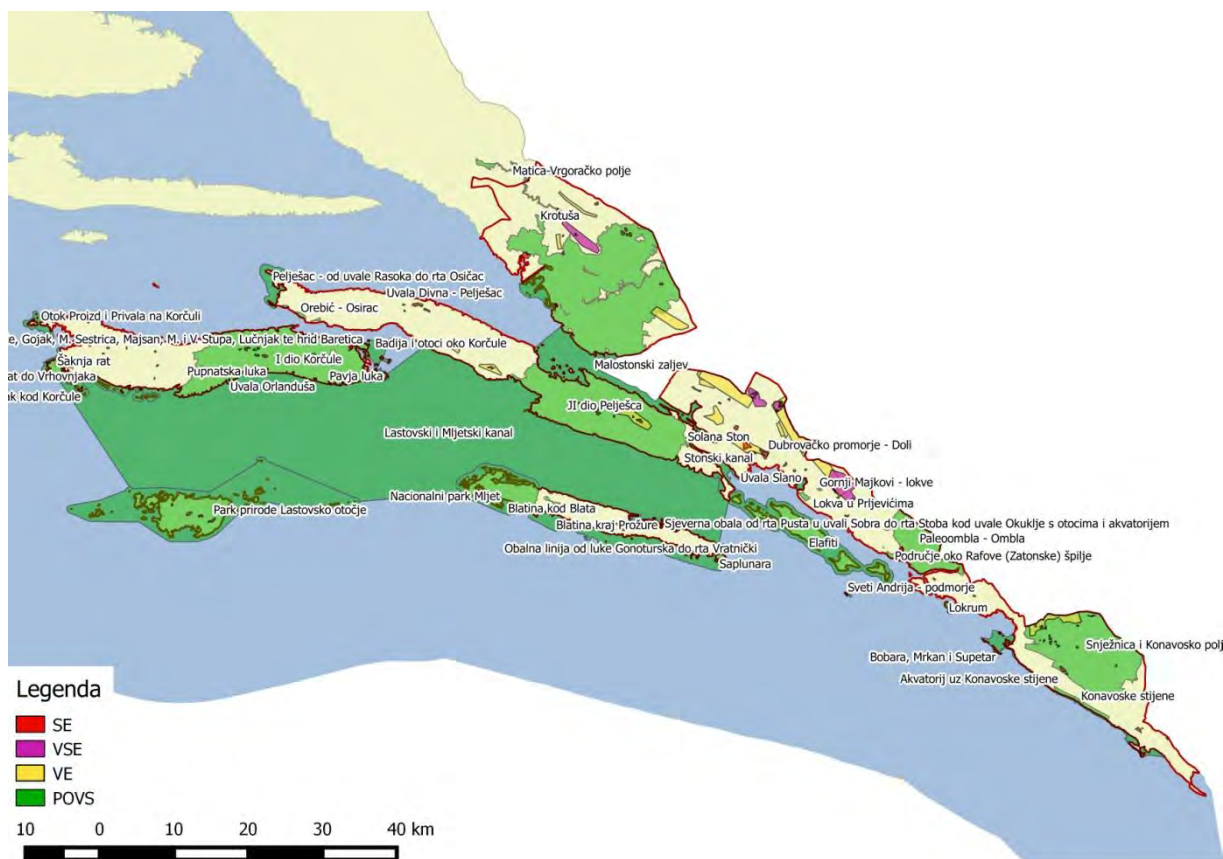 Matica-Vrgoračko polje
Krotuša
Pelješac - od uvale Rasoka do rta Osičac
Uvala Divna - Pelješac
Orebić - Osirac
Otok Proizd i Privala na Korčuli
e, Gojak, M. Sestrica, Majsan, M. i V. Stupa, Lučnjak te hrid Baretica
Badija i otoci oko Korčule
Šaknja rat
I dio Korčule
Malostonski zaljev
at do Vrhovnjaka
Pupnatska luka
Pavja luka
Uvala Orlanduša
ak kod Korčule
JI dio Pelješca
Lastovski i Mljetski kanal
Solana Ston
Dubrovačko promorje - Doli
Stonski kanal
Uvala Slano
Gornji Majkovi - lokve
Nacionalni park Mljet
Lokva u Prljevićima
Park prirode Lastovsko otočje
Blatina kod Blata
Blatina kraj Prožure
Sjeverna obala od rta Pusta u uvali Sobra do rta Stoba kod uvale Okuklje s otocima i akvatorijem
Paleoombla - Ombla
Elafiti
Obalna linija od luke Gonoturska do rta Vratnički
Područje oko Rafove (Zatonske) špilje
Saplunara
Sveti Andrija - podmorje
Lokrum
Snježnica i Konavosko polj
Bobara, Mrkan i Supetar
Akvatorij uz Konavoske stijene
Konavoske stijene
Legenda
SE
VSE
VE
POVS
10 0 10 20 30 40 km